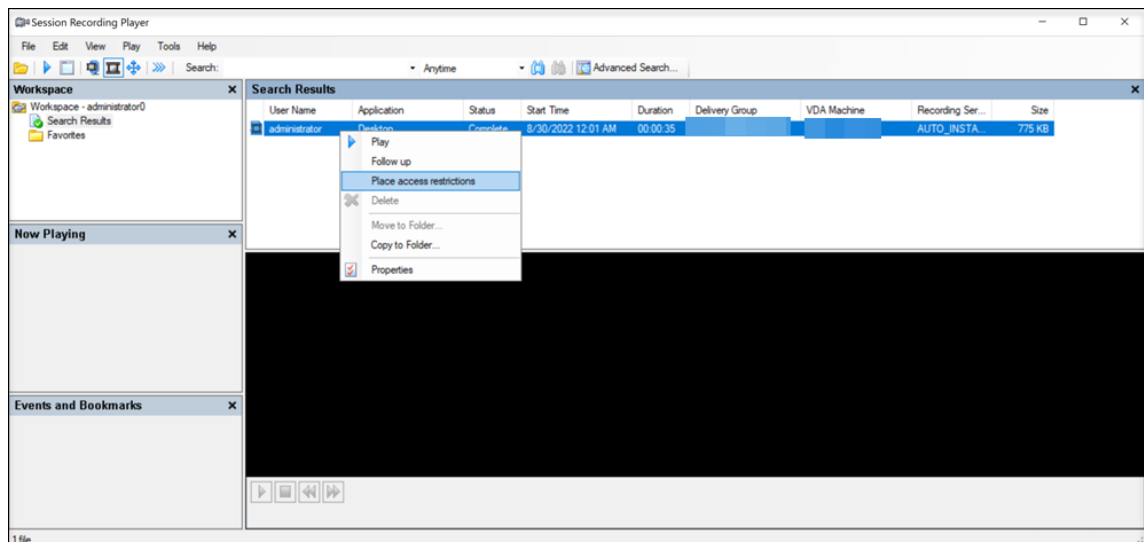 Session Recording Player
File Edit View Play Tools Help
Search: Anytime Advanced Search...
Workspace
Workspace - administrator0
Search Results
Favorites
Search Results
User Name Application Status Start Time Duration Delivery Group VDA Machine Recording Ser... Size
administrator Desktop Complete 8/30/2022 12:01 AM 00:00:35 AUTO_INSTA... 775 KB
Play
Follow up
Place access restrictions
Delete
Move to Folder...
Copy to Folder...
Properties
Now Playing
Events and Bookmarks
1 file